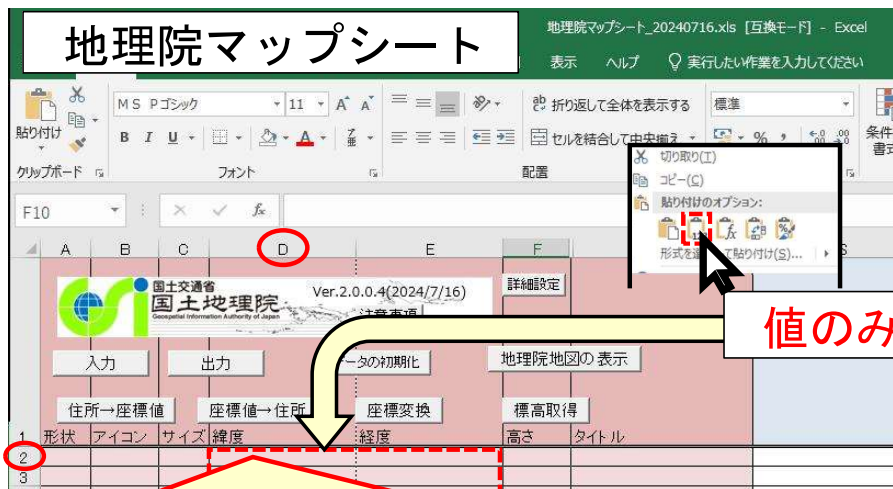 地理院マップシート
地理院マップシート_20240716.xls [互換モード] - Excel
表示 ヘルプ 実行したい作業を入力してください
貼り付け
ＭＳ Ｐゴシック 11
B I U
折り返して全体を表示する
セルを結合して中央揃え
標準
条件
書式
クリップボード
フォント
配置
切り取り(T)
コピー(C)
貼り付けのオプション:
形式を選 て貼り付け(S)...
F10
fx
A B C D E F S
国土交通省
国土地理院
Geospatial Information Authority of Japan
Ver.2.0.0.4(2024/7/16)
注意事項
詳細設定
値のみ
入力
出力
ータの初期化
地理院地図の表示
住所→座標値
座標値→住所
座標変換
標高取得
1 形状 アイコン サイズ 緯度 経度 高さ タイトル
2
3